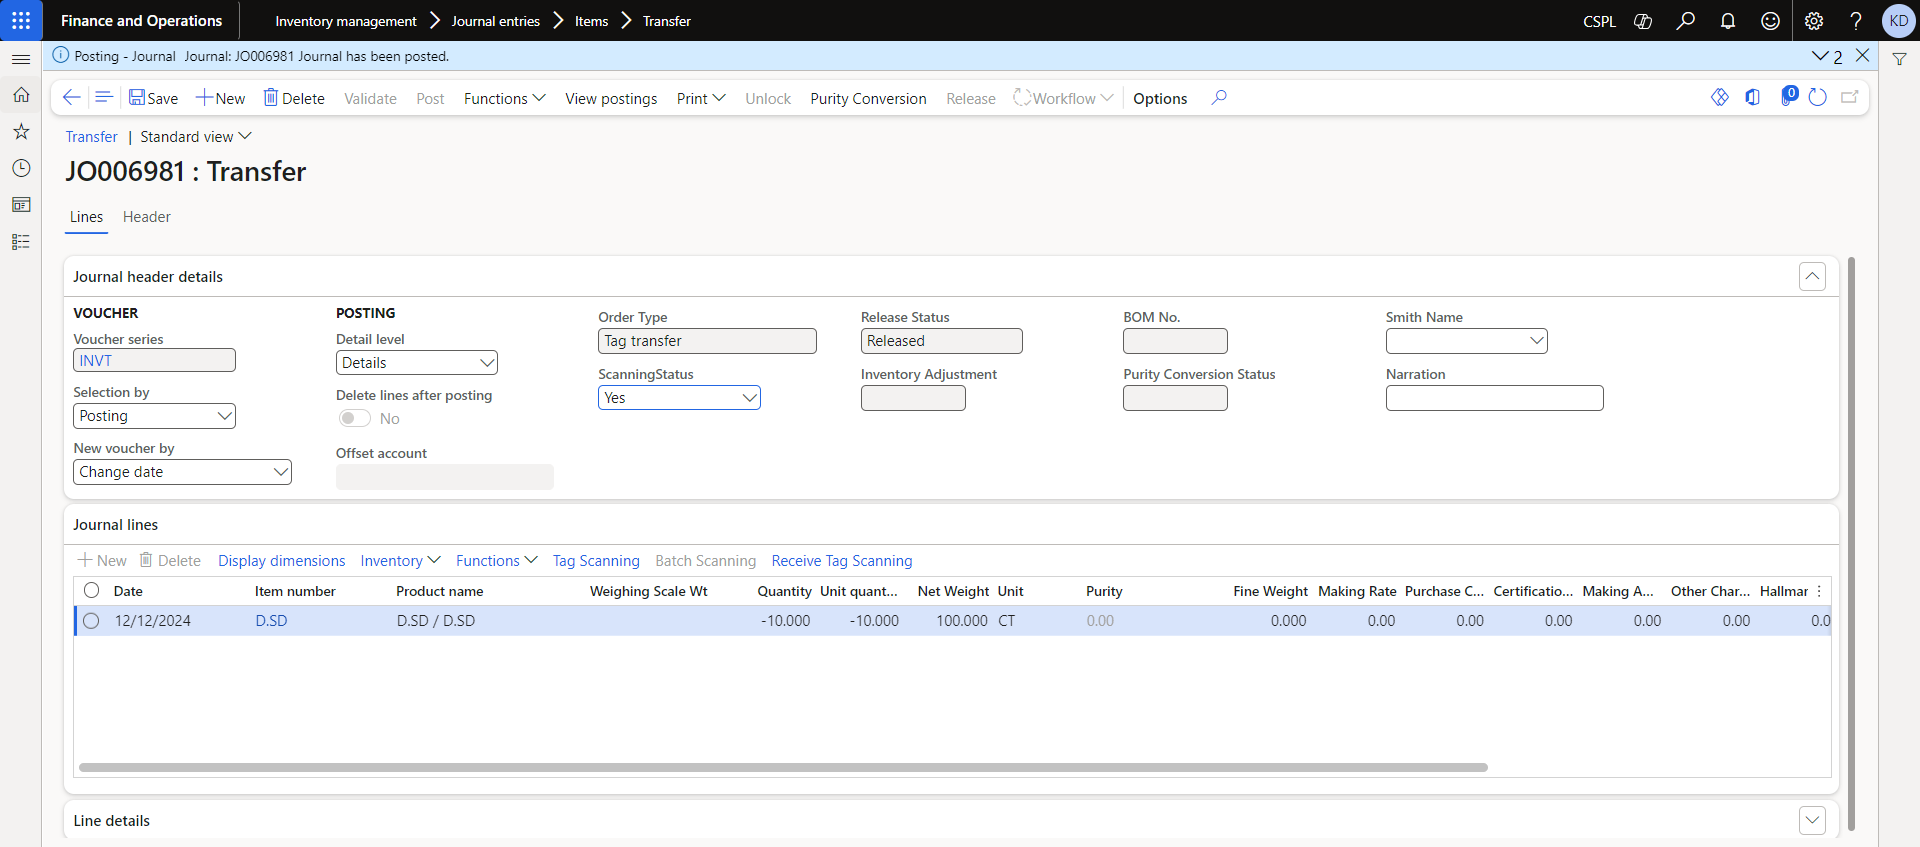 Finance and Operations Inventory management Journal entries Items Transfer CSPL KD
Posting - Journal Journal: JO006981 Journal has been posted. 2
Save New Delete Validate Post Functions View postings Print Unlock Purity Conversion Release Workflow Options 0
Transfer | Standard view
JO006981 : Transfer
Lines Header
Journal header details
VOUCHER
Voucher series
INVT
Selection by
Posting
New voucher by
Change date
POSTING
Detail level
Details
Delete lines after posting
No
Offset account
Order Type
Tag transfer
ScanningStatus
Yes
Release Status
Released
Inventory Adjustment
BOM No.
Purity Conversion Status
Smith Name
Narration
Journal lines
New Delete Display dimensions Inventory Functions Tag Scanning Batch Scanning Receive Tag Scanning
Date Item number Product name Weighing Scale Wt Quantity Unit quant... Net Weight Unit Purity Fine Weight Making Rate Purchase C... Certificatio... Making A... Other Char... Hallmar
12/12/2024 D.SD D.SD / D.SD -10.000 -10.000 100.000 CT 0.00 0.000 0.00 0.00 0.00 0.00 0.00 0.0
Line details